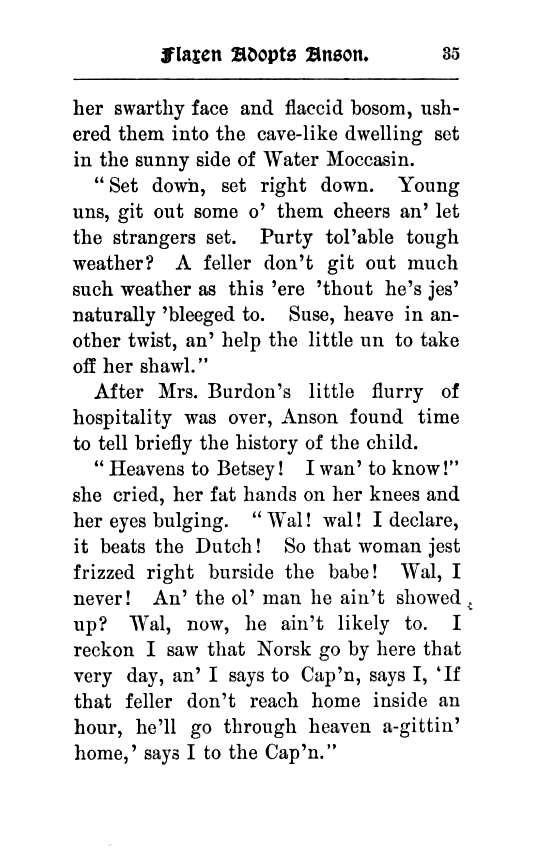 Flaxen Adopts Anson. 35
her swarthy face and flaccid bosom, ush-
ered them into the cave-like dwelling set
in the sunny side of Water Moccasin.
“Set down, set right down. Young
uns, git out some o’ them cheers an’ let
the strangers set. Purty tol’able tough
weather? A feller don’t git out much
such weather as this ’ere ’thout he’s jes’
naturally ’bleeged to. Suse, heave in an-
other twist, an’ help the little un to take
off her shawl.”
After Mrs. Burdon’s little flurry of
hospitality was over, Anson found time
to tell briefly the history of the child.
“Heavens to Betsey! I wan’ to know!”
she cried, her fat hands on her knees and
her eyes bulging. “Wal! wal! I declare,
it beats the Dutch! So that woman jest
frizzed right burside the babe! Wal, I
never! An’ the ol’ man he ain’t showed
up? Wal, now, he ain’t likely to. I
reckon I saw that Norsk go by here that
very day, an’ I says to Cap’n, says I, ‘If
that feller don’t reach home inside an
hour, he’ll go through heaven a-gittin’
home,’ says I to the Cap’n.”